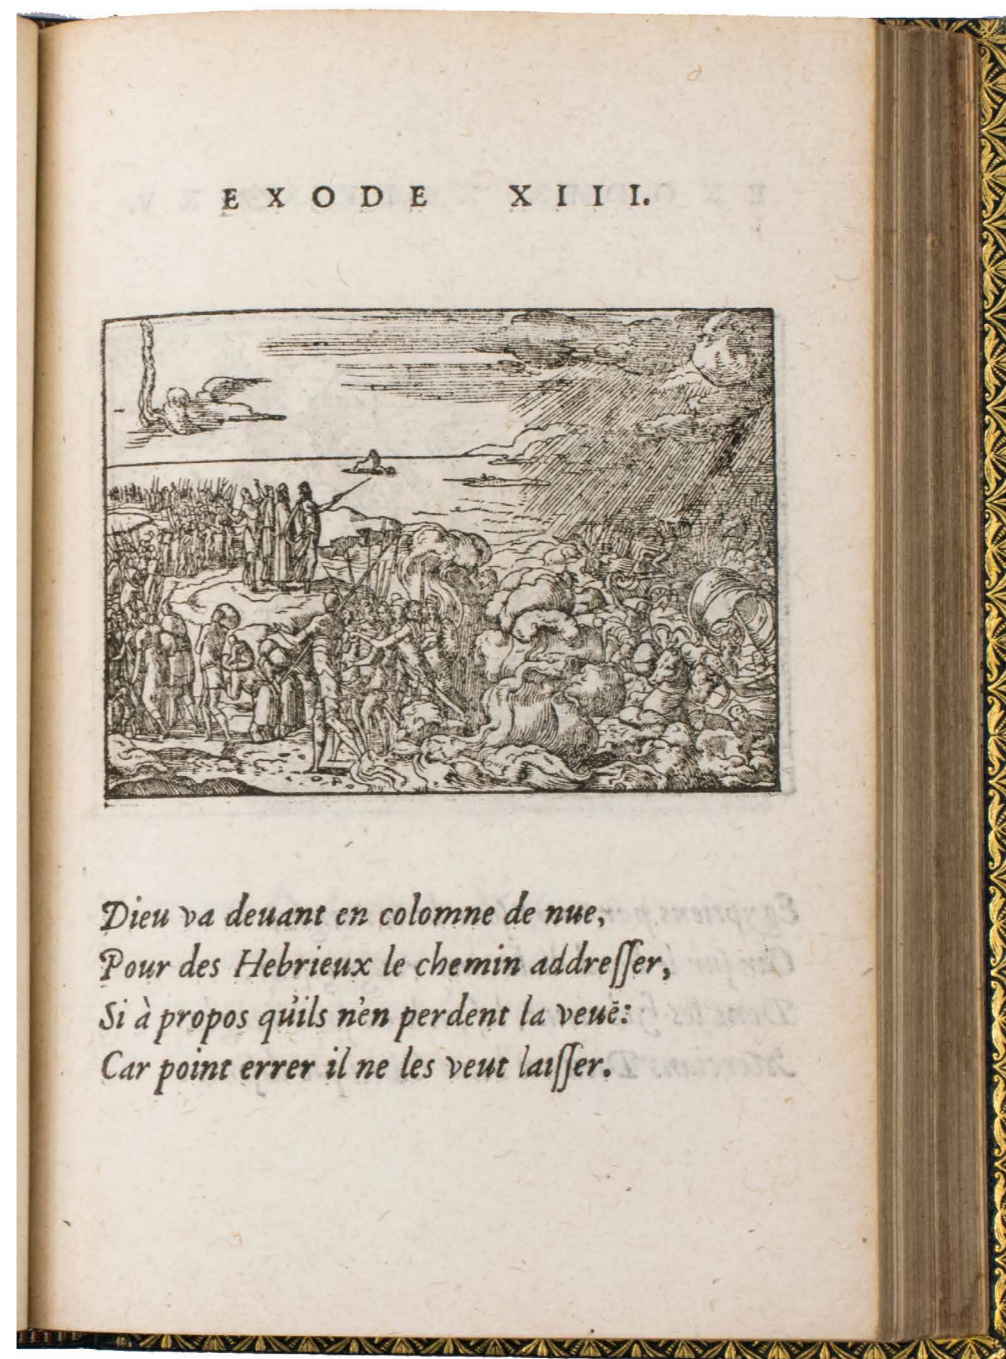 EXODE XIII.
Dieu va deuant en colomne de nue,
Pour des Hebrieux le chemin addreſſer,
Si à propos qu'ils n'en perdent la veuë:
Car point errer il ne les veut laiſſer.